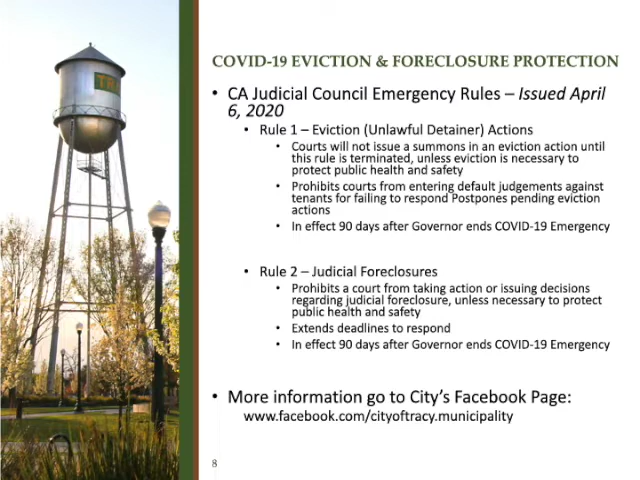 COVID-19 EVICTION & FORECLOSURE PROTECTION
• CA Judicial Council Emergency Rules – Issued April
6, 2020
• Rule 1 – Eviction (Unlawful Detainer) Actions
• Courts will not issue a summons in an eviction action until
this rule is terminated, unless eviction is necessary to
protect public health and safety
• Prohibits courts from entering default judgements against
tenants for failing to respond Postpones pending eviction
actions
• In effect 90 days after Governor ends COVID-19 Emergency
• Rule 2 – Judicial Foreclosures
• Prohibits a court from taking action or issuing decisions
regarding judicial foreclosure, unless necessary to protect
public health and safety
• Extends deadlines to respond
• In effect 90 days after Governor ends COVID-19 Emergency
• More information go to City’s Facebook Page:
www.facebook.com/cityoftracy.municipality
8